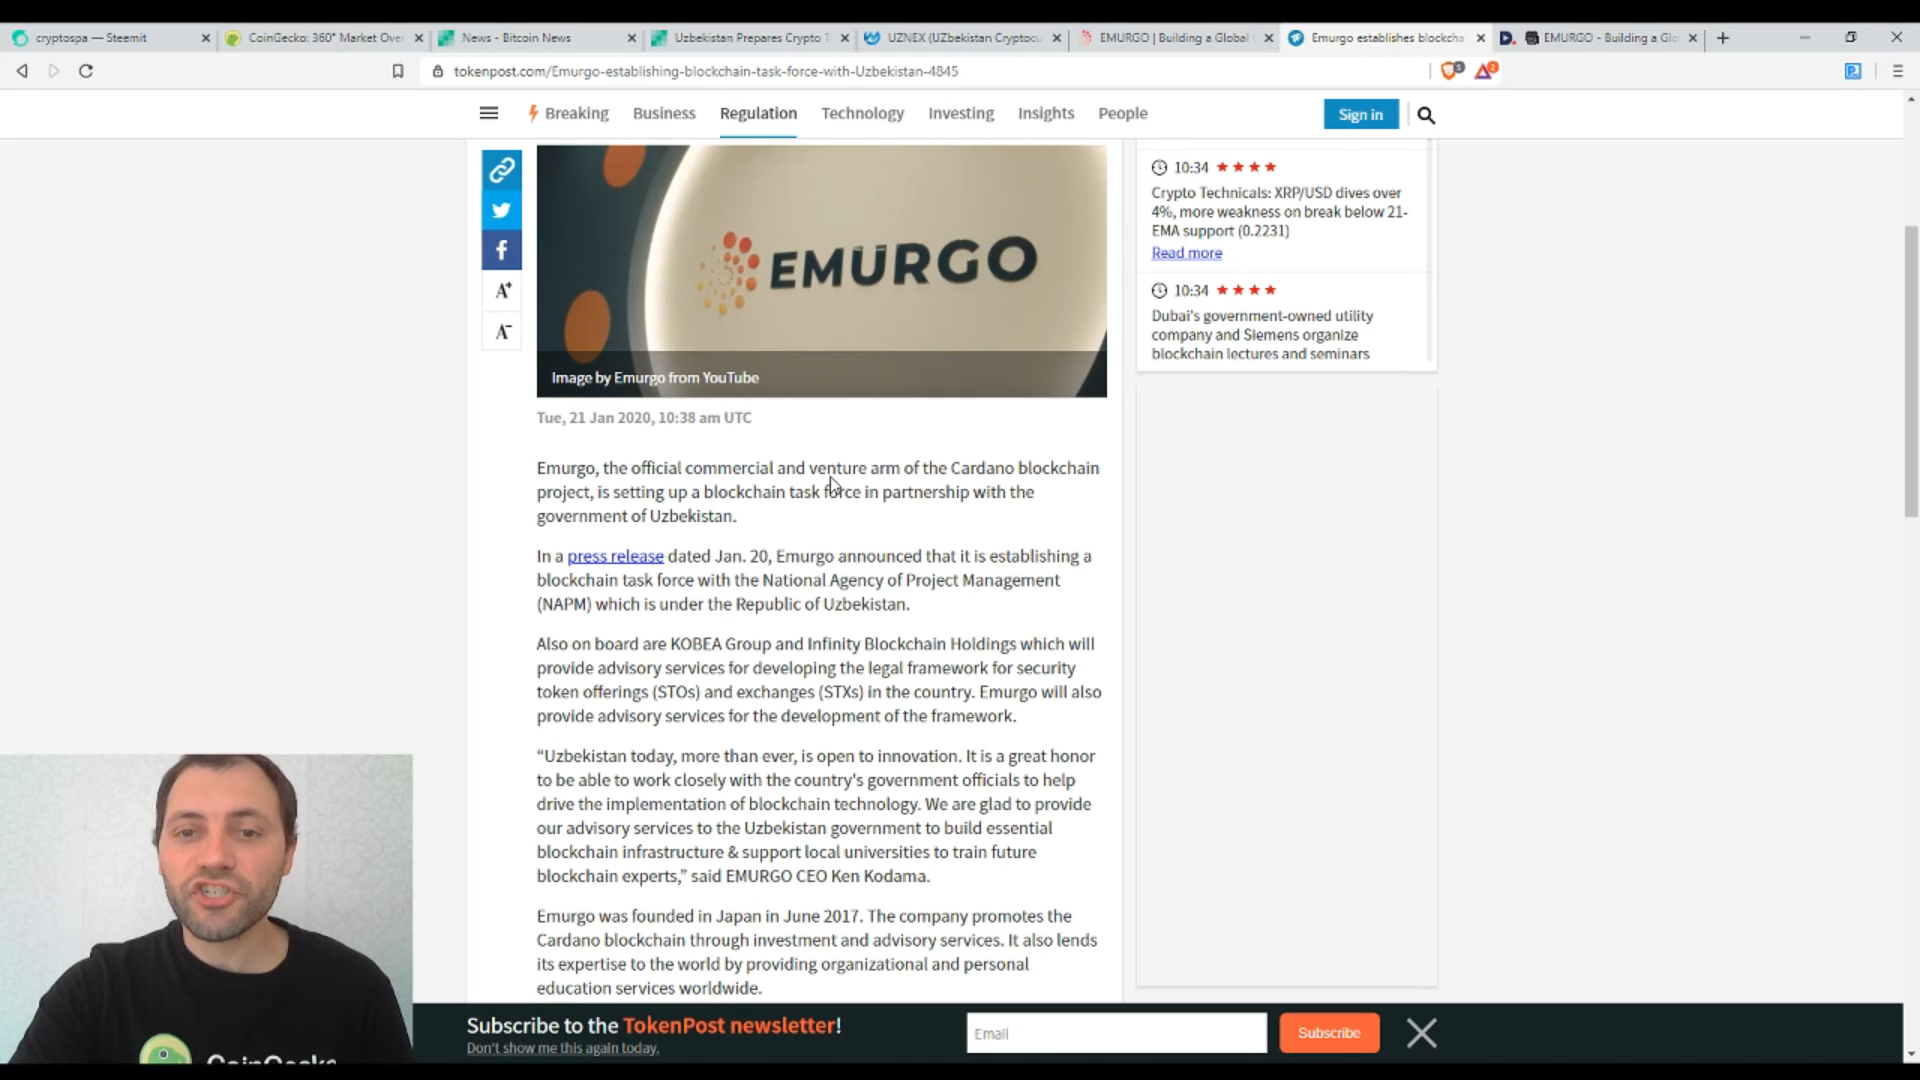 cryptospa — Steemit
CoinGecko: 360° Market Over
News - Bitcoin News
Uzbekistan Prepares Crypto T
UZNEX (UZbekistan Cryptocu
EMURGO | Building a Global
Emurgo establishes blockcha
EMURGO - Building a Glo
tokenpost.com/Emurgo-establishing-blockchain-task-force-with-Uzbekistan-4845
Breaking
Business
Regulation
Technology
Investing
Insights
People
Sign in
EMURGO
Image by Emurgo from YouTube
A+
A-
10:34
Crypto Technicals: XRP/USD dives over
4%, more weakness on break below 21-
EMA support (0.2231)
Read more
10:34
Dubai's government-owned utility
company and Siemens organize
blockchain lectures and seminars
Tue, 21 Jan 2020, 10:38 am UTC
Emurgo, the official commercial and venture arm of the Cardano blockchain
project, is setting up a blockchain task force in partnership with the
government of Uzbekistan.
In a press release dated Jan. 20, Emurgo announced that it is establishing a
blockchain task force with the National Agency of Project Management
(NAPM) which is under the Republic of Uzbekistan.
Also on board are KOBEA Group and Infinity Blockchain Holdings which will
provide advisory services for developing the legal framework for security
token offerings (STOs) and exchanges (STXs) in the country. Emurgo will also
provide advisory services for the development of the framework.
“Uzbekistan today, more than ever, is open to innovation. It is a great honor
to be able to work closely with the country's government officials to help
drive the implementation of blockchain technology. We are glad to provide
our advisory services to the Uzbekistan government to build essential
blockchain infrastructure & support local universities to train future
blockchain experts,” said EMURGO CEO Ken Kodama.
Emurgo was founded in Japan in June 2017. The company promotes the
Cardano blockchain through investment and advisory services. It also lends
its expertise to the world by providing organizational and personal
education services worldwide.
Subscribe to the TokenPost newsletter!
Don't show me this again today.
Email
Subscribe